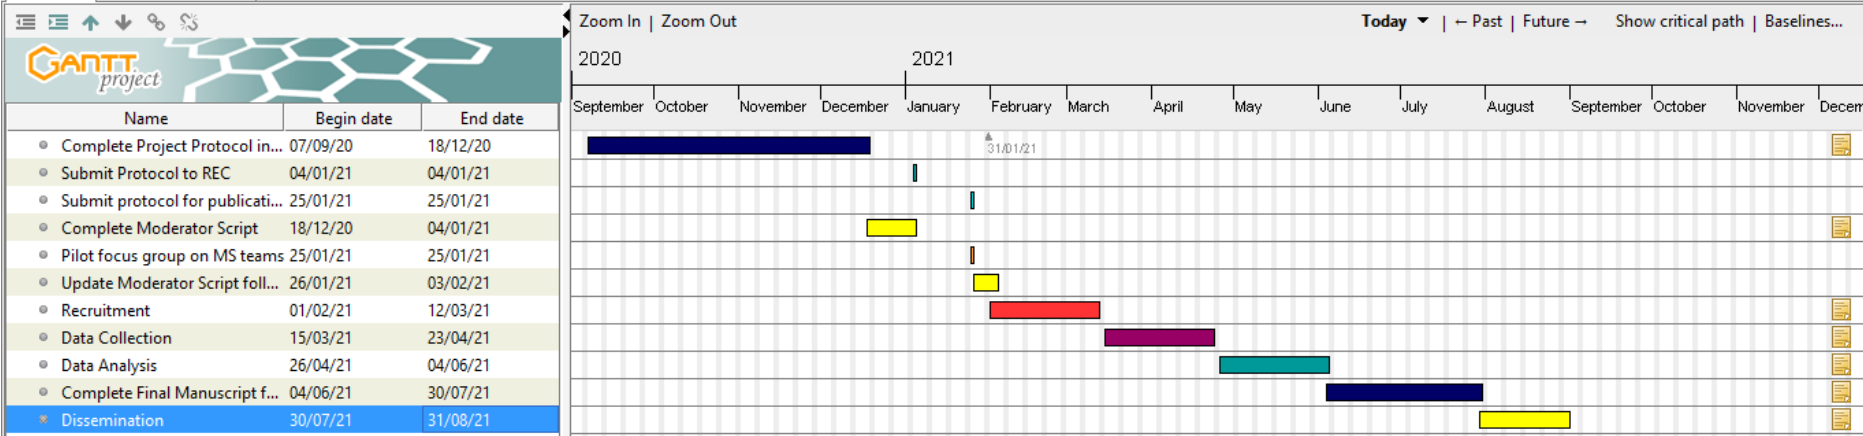 Zoom In | Zoom Out Today ▼ | ← Past | Future → Show critical path | Baselines...
GANTT
project
2020 2021
September October November December January February March April May June July August September October November Decem
Name Begin date End date
Complete Project Protocol in... 07/09/20 18/12/20
31/01/21
Submit Protocol to REC 04/01/21 04/01/21
Submit protocol for publicati... 25/01/21 25/01/21
Complete Moderator Script 18/12/20 04/01/21
Pilot focus group on MS teams 25/01/21 25/01/21
Update Moderator Script foll... 26/01/21 03/02/21
Recruitment 01/02/21 12/03/21
Data Collection 15/03/21 23/04/21
Data Analysis 26/04/21 04/06/21
Complete Final Manuscript f... 04/06/21 30/07/21
Dissemination 30/07/21 31/08/21